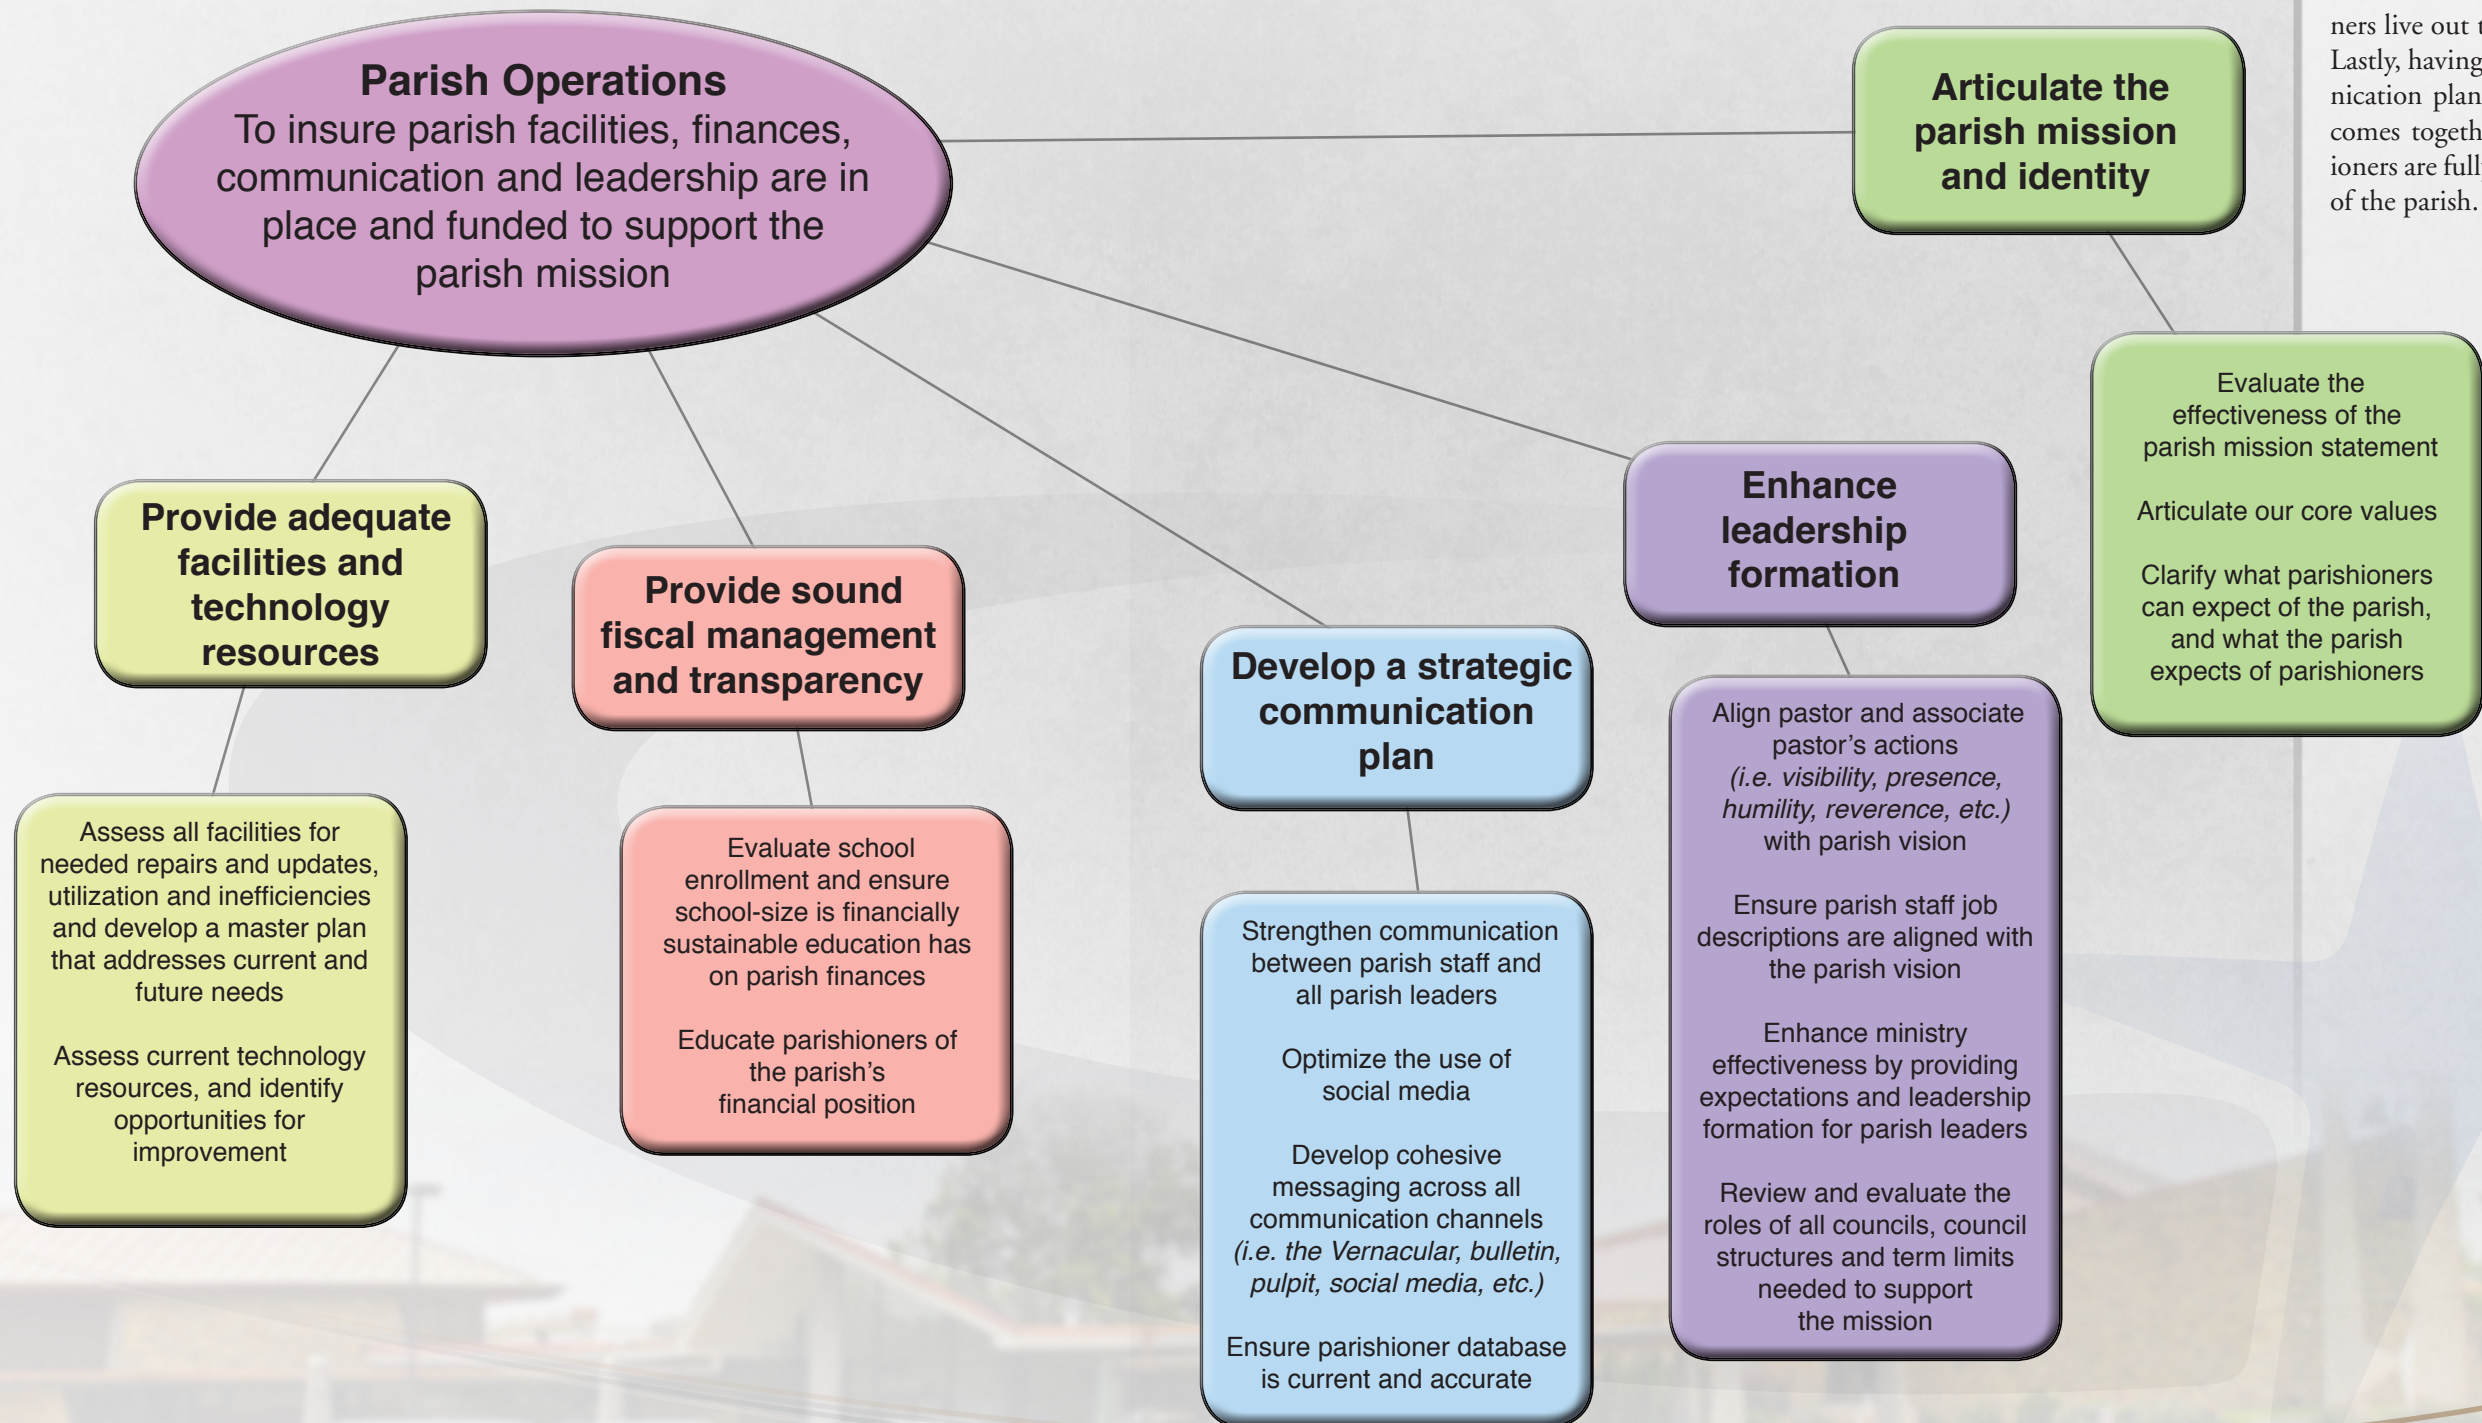 Parish Operations
To insure parish facilities, finances,
communication and leadership are in
place and funded to support the
parish mission
Articulate the
parish mission
and identity
ners live out
Lastly, having
nication plan
comes
ioners are
of the parish.
Evaluate the
effectiveness of the
parish mission statement
Articulate our core values
Clarify what parishioners
can expect of the parish,
and what the parish
expects of parishioners
Provide adequate
facilities and
technology
resources
Provide sound
fiscal management
and transparency
Develop a strategic
communication
plan
Enhance
leadership
formation
Assess all facilities for
needed repairs and updates,
utilization and inefficiencies
and develop a master plan
that addresses current and
future needs
Assess current technology
resources, and identify
opportunities for
improvement
Evaluate school
enrollment and ensure
school-size is financially
sustainable education has
on parish finances
Educate parishioners of
the parish’s
financial position
Strengthen communication
between parish staff and
all parish leaders
Optimize the use of
social media
Develop cohesive
messaging across all
communication channels
(i.e. the Vernacular, bulletin,
pulpit, social media, etc.)
Ensure parishioner database
is current and accurate
Align pastor and associate
pastor’s actions
(i.e. visibility, presence,
humility, reverence, etc.)
with parish vision
Ensure parish staff job
descriptions are aligned with
the parish vision
Enhance ministry
effectiveness by providing
expectations and leadership
formation for parish leaders
Review and evaluate the
roles of all councils, council
structures and term limits
needed to support
the mission